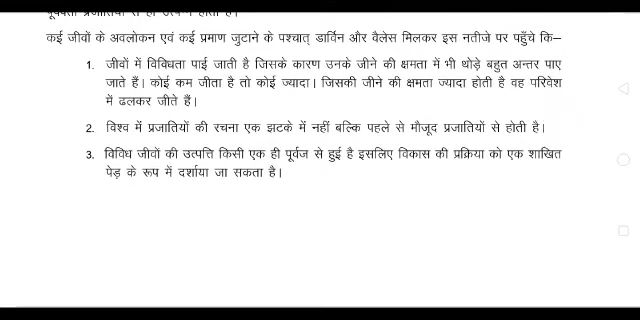 कई जीवों के अवलोकन एवं कई प्रमाण जुटाने के पश्चात् डार्विन और वैलेस मिलकर इस नतीजे पर पहुँचे कि–
1. जीवों में विविधता पाई जाती है जिसके कारण उनके जीने की क्षमता में भी थोड़े बहुत अन्तर पाए
जाते हैं। कोई कम जीता है तो कोई ज्यादा। जिसकी जीने की क्षमता ज्यादा होती है वह परिवेश
में ढलकर जीते हैं।
2. विश्व में प्रजातियों की रचना एक झटके में नहीं बल्कि पहले से मौजूद प्रजातियों से होती है।
3. विविध जीवों की उत्पत्ति किसी एक ही पूर्वज से हुई है इसलिए विकास की प्रक्रिया को एक शाखित
पेड़ के रूप में दर्शाया जा सकता है।